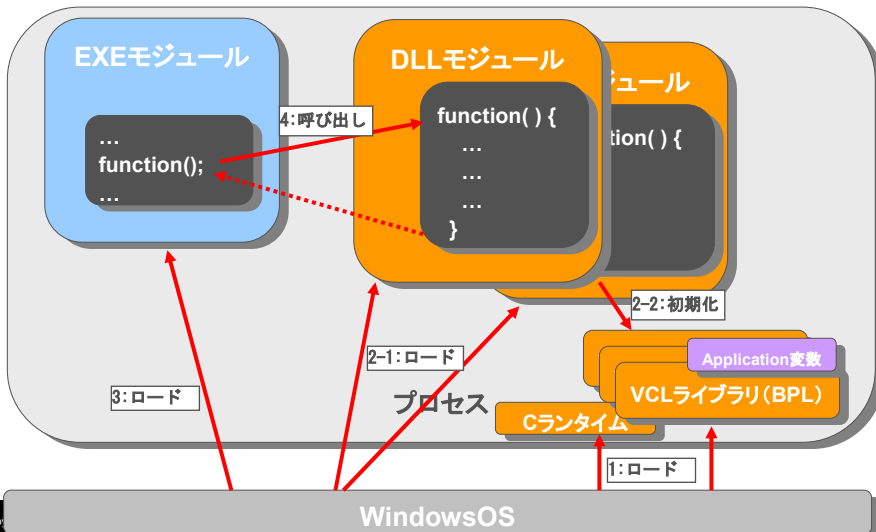 EXEモジュール
…
function();
…
4:呼び出し
DLLモジュール
function( ) {
…
…
…
}
ジュール
tion( ) {
2-2:初期化
Application変数
VCLライブラリ(BPL)
Cランタイム
プロセス
2-1:ロード
3:ロード
1:ロード
WindowsOS